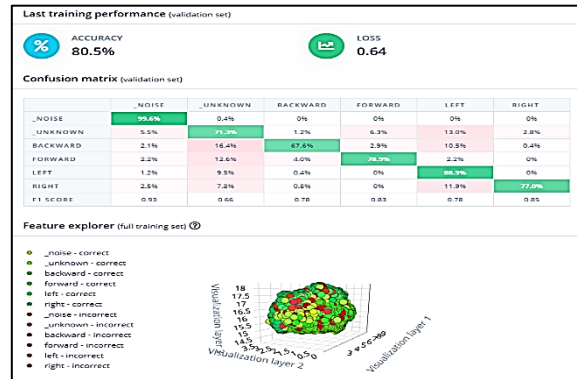 Last training performance (validation set)
%
ACCURACY
80.5%
LOSS
0.64
Confusion matrix (validation set)
_NOISE _UNKNOWN BACKWARD FORWARD LEFT RIGHT
_NOISE 99.6% 0.4% 0% 0% 0% 0%
_UNKNOWN 5.5% 71.3% 1.2% 6.3% 13.0% 2.8%
BACKWARD 2.1% 16.4% 67.6% 2.9% 10.5% 0.4%
FORWARD 2.2% 12.6% 4.0% 78.9% 2.2% 0%
LEFT 1.2% 9.5% 0.4% 0% 88.9% 0%
RIGHT 2.5% 7.8% 0.8% 0% 11.9% 77.0%
F1 SCORE 0.93 0.66 0.78 0.83 0.78 0.85
Feature explorer (full training set) ?
_noise - correct
_unknown - correct
backward - correct
forward - correct
left - correct
right - correct
_noise - incorrect
_unknown - incorrect
backward - incorrect
forward - incorrect
left - incorrect
right - incorrect
18
17.5
17
16.5
16
15.5
15
Visualization layer
Visualization layer 2
Visualization layer 1